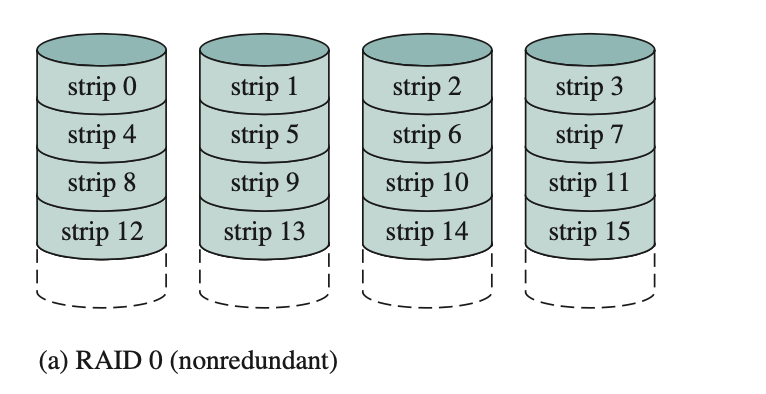 strip 0 strip 1 strip 2 strip 3
strip 4 strip 5 strip 6 strip 7
strip 8 strip 9 strip 10 strip 11
strip 12 strip 13 strip 14 strip 15
(a) RAID 0 (nonredundant)